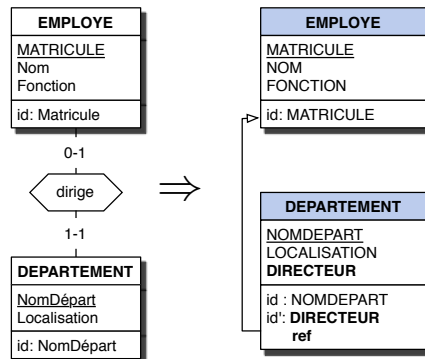 EMPLOYE
MATRICULE
Nom
Fonction
id: Matricule
0-1
dirige
1-1
DEPARTEMENT
NomDépart
Localisation
id: NomDépart
⇒
EMPLOYE
MATRICULE
NOM
FONCTION
id: MATRICULE
DEPARTEMENT
NOMDEPART
LOCALISATION
DIRECTEUR
id : NOMDEPART
id': DIRECTEUR
ref